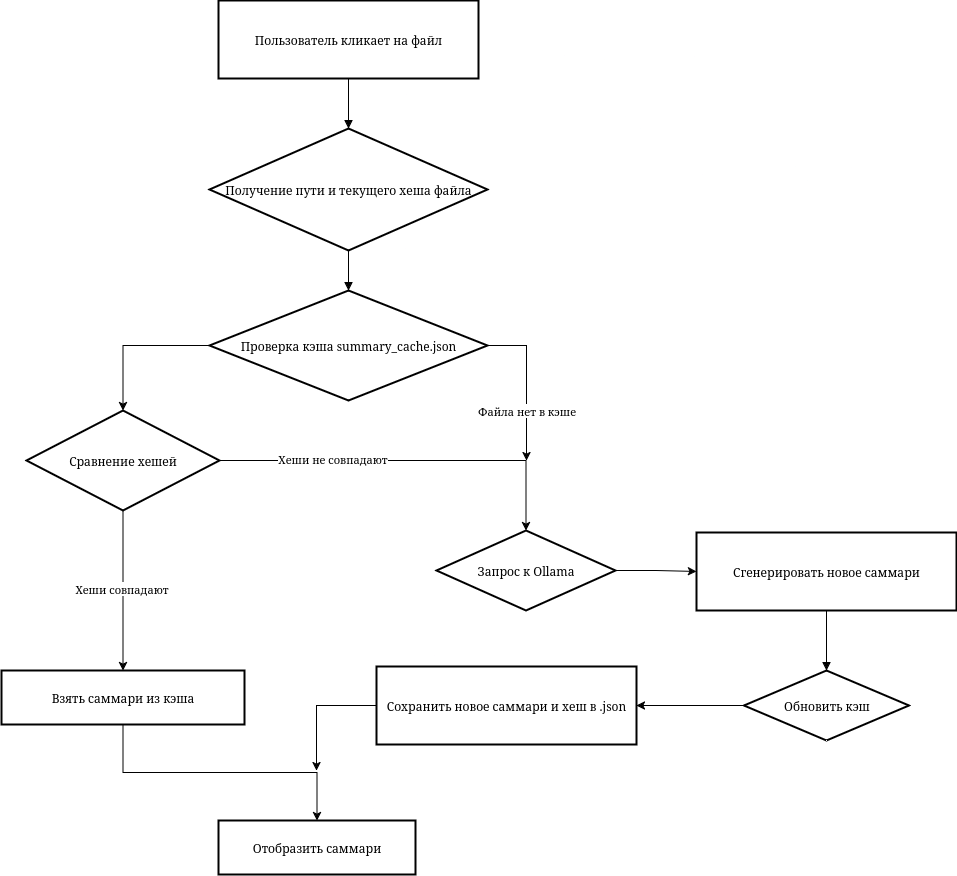 Пользователь кликает на файл
Получение пути и текущего хеша файла
Проверка кэша summary_cache.json
Файла нет в кэше
Сравнение хешей
Хеши не совпадают
Запрос к Ollama
Сгенерировать новое саммари
Хеши совпадают
Взять саммари из кэша
Сохранить новое саммари и хеш в .json
Обновить кэш
Отобразить саммари